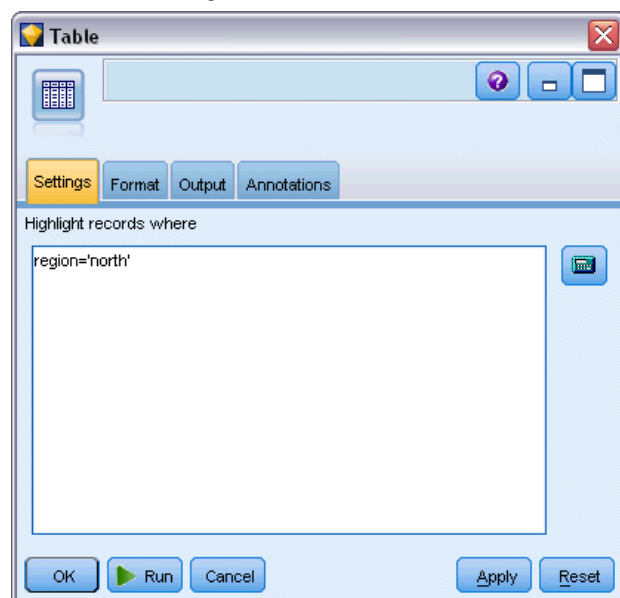 Table
Settings Format Output Annotations
Highlight records where
region='north'
OK Run Cancel Apply Reset